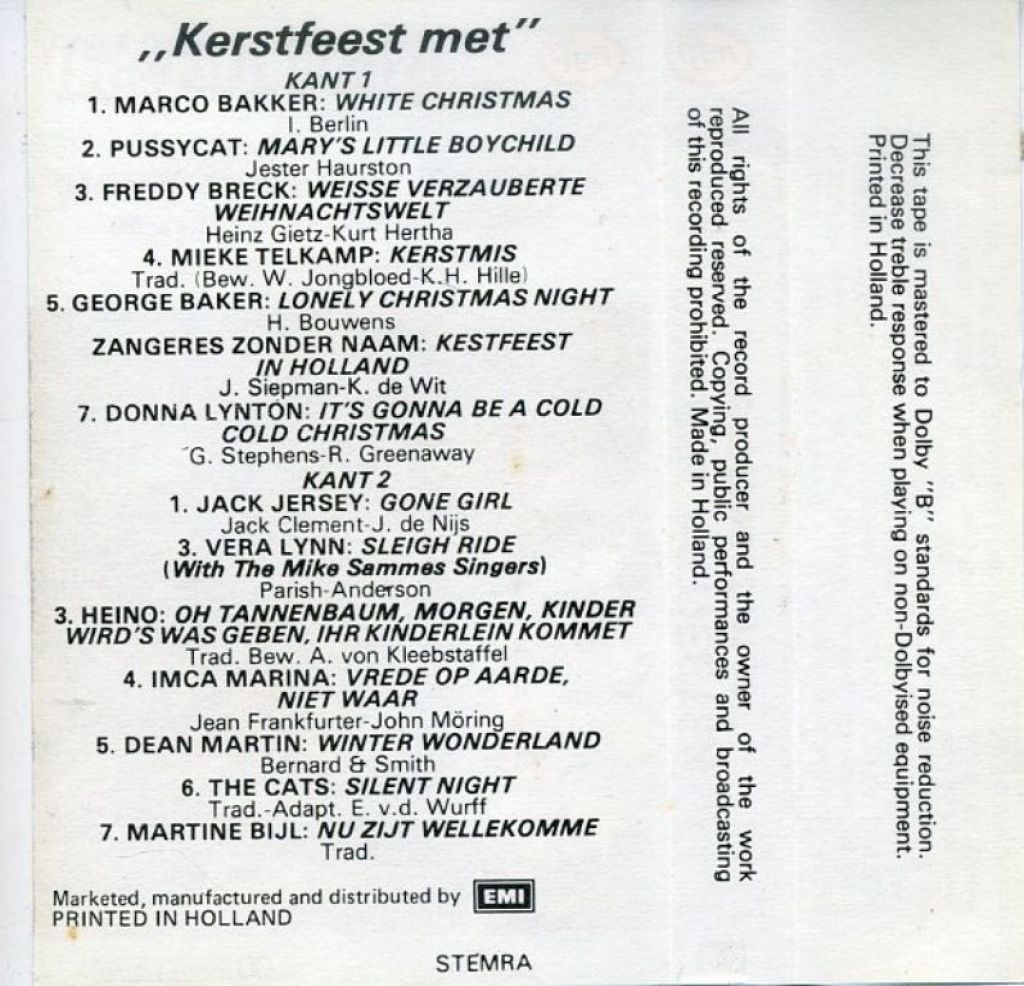 „Kerstfeest met”
KANT 1
1. MARCO BAKKER: WHITE CHRISTMAS
I. Berlin
2. PUSSYCAT: MARY'S LITTLE BOYCHILD
Jester Haurston
3. FREDDY BRECK: WEISSE VERZAUBERTE
WEIHNACHTSWELT
Heinz Gietz-Kurt Hertha
4. MIEKE TELKAMP: KERSTMIS
Trad. (Bew. W. Jongbloed-K.H. Hille)
5. GEORGE BAKER: LONELY CHRISTMAS NIGHT
H. Bouwens
ZANGERES ZONDER NAAM: KESTFEEST
IN HOLLAND
J. Siepman-K. de Wit
7. DONNA LYNTON: IT'S GONNA BE A COLD
COLD CHRISTMAS
G. Stephens-R. Greenaway
KANT 2
1. JACK JERSEY: GONE GIRL
Jack Clement-J. de Nijs
3. VERA LYNN: SLEIGH RIDE
(With The Mike Sammes Singers)
Parish-Anderson
3. HEINO: OH TANNENBAUM, MORGEN, KINDER
WIRD'S WAS GEBEN, IHR KINDERLEIN KOMMET
Trad. Bew. A. von Kleebstaffel
4. IMCA MARINA: VREDE OP AARDE,
NIET WAAR
Jean Frankfurter-John Möring
5. DEAN MARTIN: WINTER WONDERLAND
Bernard & Smith
6. THE CATS: SILENT NIGHT
Trad.-Adapt. E. v.d. Wurff
7. MARTINE BIJL: NU ZIJT WELLEKOMME
Trad.
Marketed, manufactured and distributed by EMI
PRINTED IN HOLLAND
STEMRA
All rights of the record producer and the owner of the work
reproduced reserved. Copying, public performances and broadcasting
of this recording prohibited. Made in Holland.
This tape is mastered to Dolby "B" standards for noise reduction.
Decrease treble response when playing on non-Dolbyised equipment.
Printed in Holland.